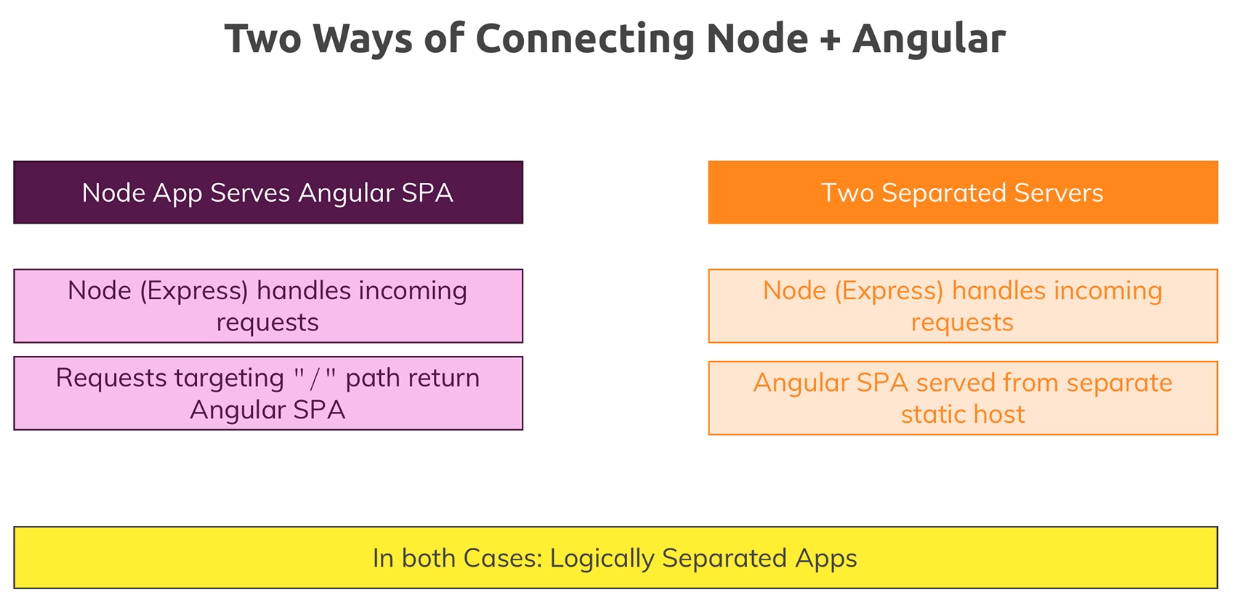 Two Ways of Connecting Node + Angular
Node App Serves Angular SPA
Node (Express) handles incoming
requests
Requests targeting "/" path return
Angular SPA
Two Separated Servers
Node (Express) handles incoming
requests
Angular SPA served from separate
static host
In both Cases: Logically Separated Apps